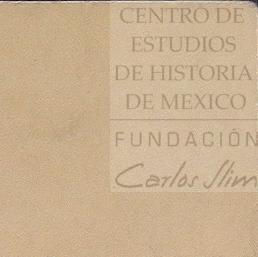 CENTRO DE
ESTUDIOS
DE HISTORIA
DE MEXICO
FUNDACIÓN
Carlos Slim